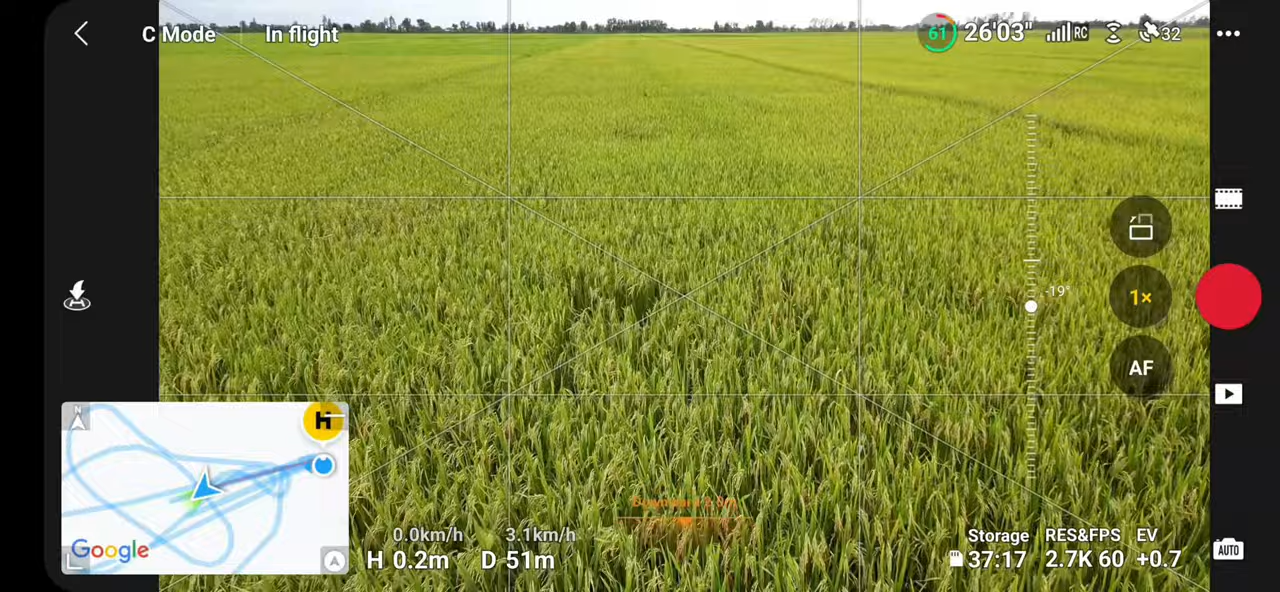 C Mode
In flight
61
26'03"
RC
32
-19°
1×
AF
N
H
Google
L
A
0.0km/h
3.1km/h
H 0.2m
D 51m
Storage
RES&FPS
EV
37:17
2.7K 60
+0.7
AUTO